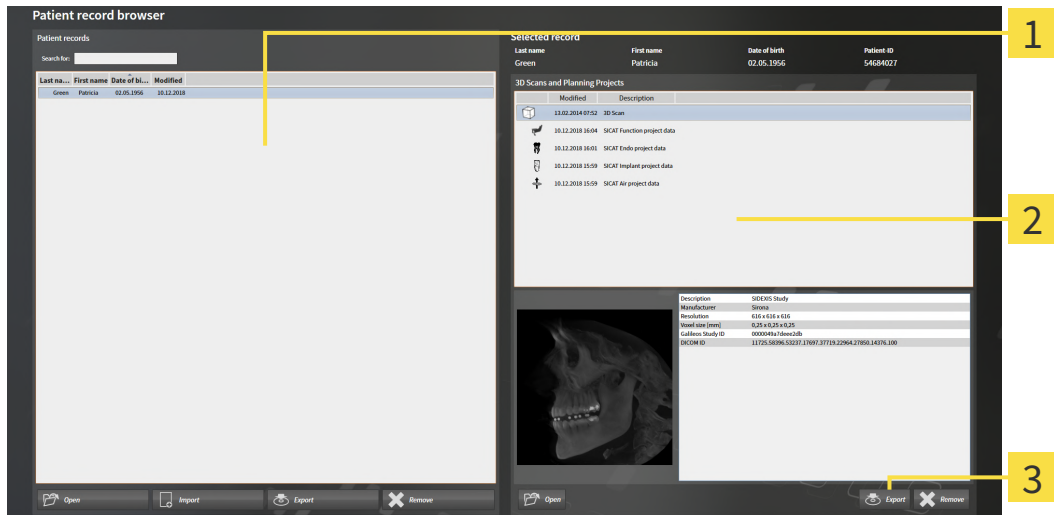 Patient record browser
Patient records
Search for:
Last na... First name Date of bi... Modified
Green Patricia 02.05.1956 10.12.2018
Open Import Export Remove
Selected record
Last name First name Date of birth Patient-ID
Green Patricia 02.05.1956 54684027
3D Scans and Planning Projects
Modified Description
13.02.2014 07:52 3D Scan
10.12.2018 16:04 SICAT Function project data
10.12.2018 16:01 SICAT Endo project data
10.12.2018 15:59 SICAT Implant project data
10.12.2018 15:59 SICAT Air project data
Description SIDEXIS Study
Manufacturer Sirona
Resolution 616 x 616 x 616
Voxel size [mm] 0,25 x 0,25 x 0,25
Galileos Study ID 0000049a7deee2db
DICOM ID 11725.58396.53237.17697.37719.22964.27850.14376.100
Open Export Remove
1
2
3